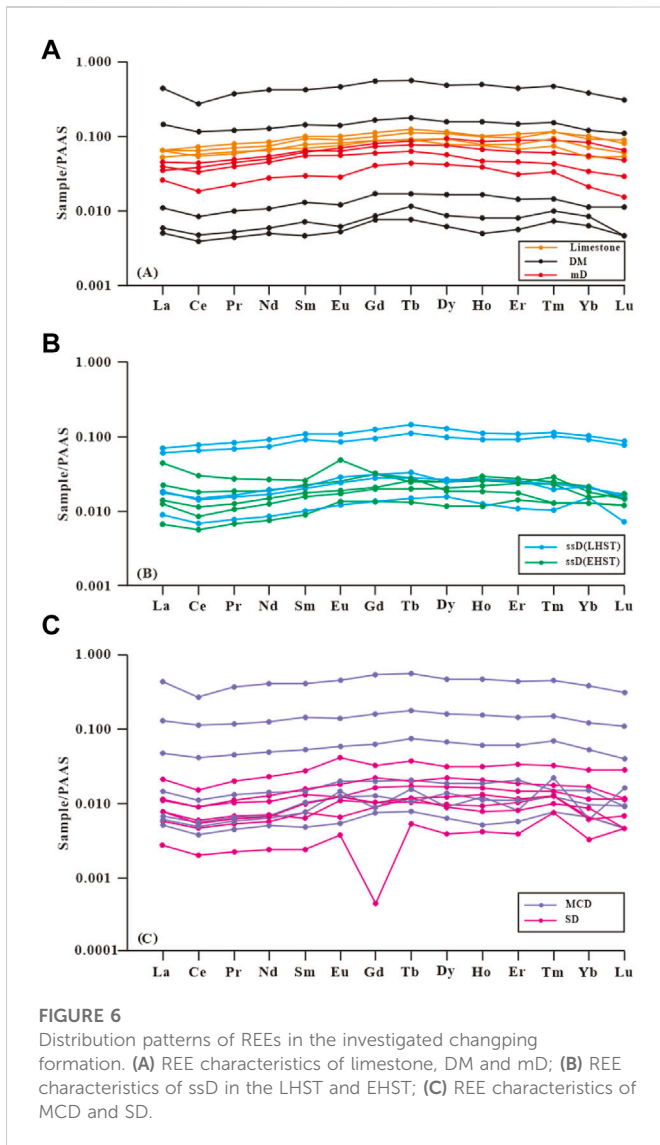 A
1.000
0.100
0.010
0.001
Sample/PAAS
(A)
Limestone
DM
mD
La Ce Pr Nd Sm Eu Gd Tb Dy Ho Er Tm Yb Lu
B
1.000
0.100
0.010
0.001
Sample/PAAS
(B)
ssD(LHST)
ssD(EHST)
La Ce Pr Nd Sm Eu Gd Tb Dy Ho Er Tm Yb Lu
C
1.000
0.100
0.010
0.001
0.0001
Sample/PAAS
(C)
MCD
SD
La Ce Pr Nd Sm Eu Gd Tb Dy Ho Er Tm Yb Lu
FIGURE 6
Distribution patterns of REEs in the investigated changping
formation. (A) REE characteristics of limestone, DM and mD; (B) REE
characteristics of ssD in the LHST and EHST; (C) REE characteristics of
MCD and SD.